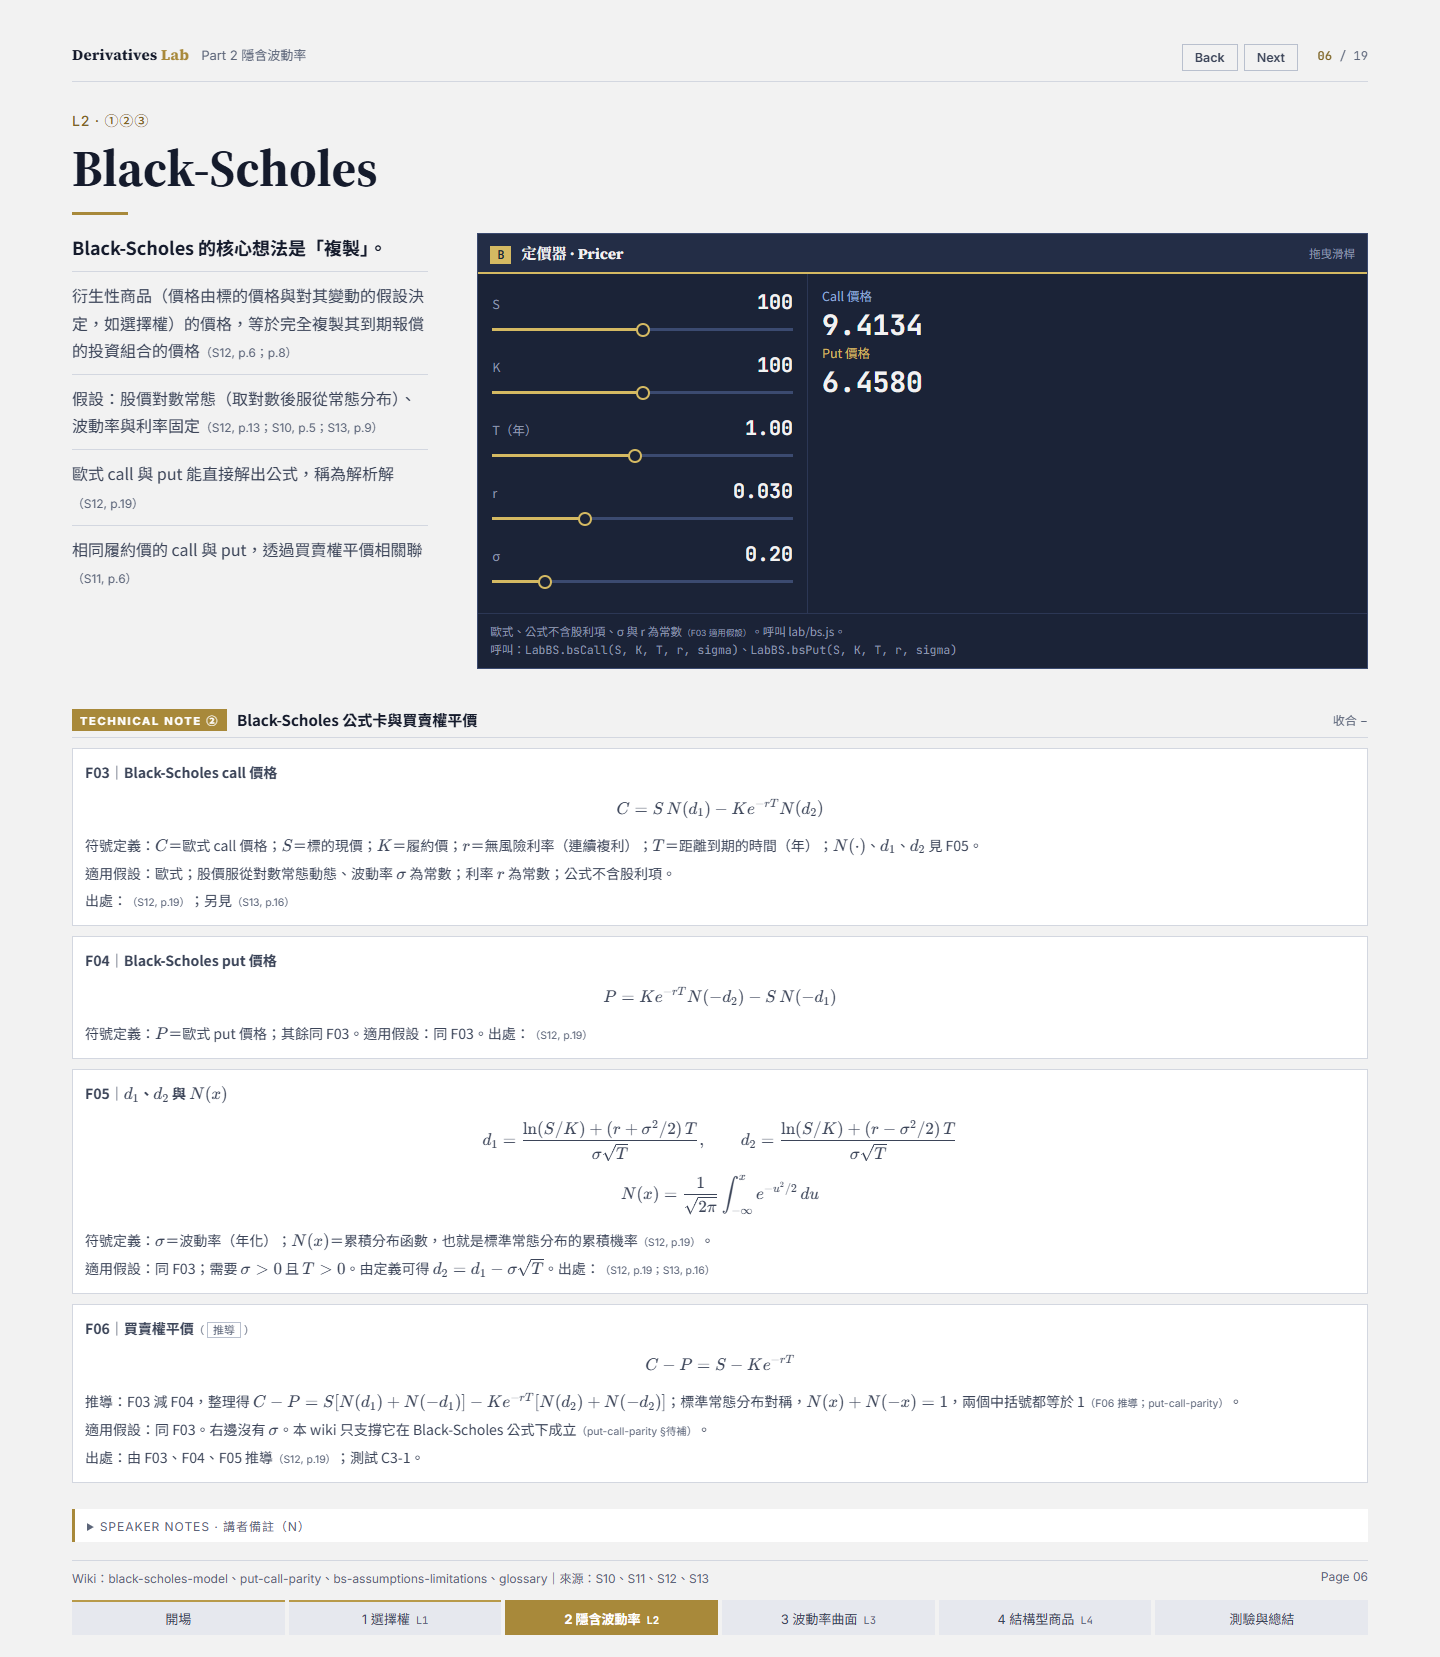 Derivatives Lab Part 2 隱含波動率
Back Next 06 / 19
L2 · ①②③
Black-Scholes
Black-Scholes 的核心想法是「複製」。
衍生性商品（價格由標的價格與對其變動的假設決
定，如選擇權）的價格，等於完全複製其到期報償
的投資組合的價格（S12, p.6；p.8）
假設：股價對數常態（取對數後服從常態分布）、
波動率與利率固定（S12, p.13；S10, p.5；S13, p.9）
歐式 call 與 put 能直接解出公式，稱為解析解
（S12, p.19）
相同履約價的 call 與 put，透過買賣權平價相關聯
（S11, p.6）
B 定價器 · Pricer 拖曳滑桿
S 100
K 100
T（年） 1.00
r 0.030
σ 0.20
Call 價格
9.4134
Put 價格
6.4580
歐式、公式不含股利項、σ 與 r 為常數（F03 適用假設）。呼叫 lab/bs.js。
呼叫：LabBS.bsCall(S, K, T, r, sigma)、LabBS.bsPut(S, K, T, r, sigma)
TECHNICAL NOTE ② Black-Scholes 公式卡與買賣權平價 收合 −
F03｜Black-Scholes call 價格
C = S N(d₁) − Ke^{−rT} N(d₂)
符號定義：C＝歐式 call 價格；S＝標的現價；K＝履約價；r＝無風險利率（連續複利）；T＝距離到期的時間（年）；N(·)、d₁、d₂ 見 F05。
適用假設：歐式；股價服從對數常態動態、波動率 σ 為常數；利率 r 為常數；公式不含股利項。
出處：（S12, p.19）；另見（S13, p.16）
F04｜Black-Scholes put 價格
P = Ke^{−rT} N(−d₂) − S N(−d₁)
符號定義：P＝歐式 put 價格；其餘同 F03。適用假設：同 F03。出處：（S12, p.19）
F05｜d₁、d₂ 與 N(x)
d₁ = (ln(S/K) + (r + σ²/2) T) / (σ√T), d₂ = (ln(S/K) + (r − σ²/2) T) / (σ√T)
N(x) = 1/√(2π) ∫_{−∞}^{x} e^{−u²/2} du
符號定義：σ＝波動率（年化）；N(x)＝累積分布函數，也就是標準常態分布的累積機率（S12, p.19）。
適用假設：同 F03；需要 σ > 0 且 T > 0。由定義可得 d₂ = d₁ − σ√T。出處：（S12, p.19；S13, p.16）
F06｜買賣權平價（推導）
C − P = S − Ke^{−rT}
推導：F03 減 F04，整理得 C − P = S[N(d₁) + N(−d₁)] − Ke^{−rT}[N(d₂) + N(−d₂)]；標準常態分布對稱，N(x) + N(−x) = 1，兩個中括號都等於 1（F06 推導；put-call-parity）。
適用假設：同 F03。右邊沒有 σ。本 wiki 只支撐它在 Black-Scholes 公式下成立（put-call-parity §待補）。
出處：由 F03、F04、F05 推導（S12, p.19）；測試 C3-1。
▶ SPEAKER NOTES · 講者備註（N）
Wiki：black-scholes-model、put-call-parity、bs-assumptions-limitations、glossary｜來源：S10、S11、S12、S13 Page 06
開場 1 選擇權 L1 2 隱含波動率 L2 3 波動率曲面 L3 4 結構型商品 L4 測驗與總結